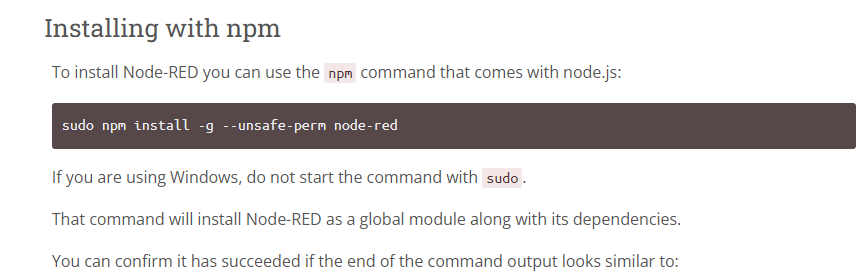 Installing with npm
To install Node-RED you can use the npm command that comes with node.js:
sudo npm install -g --unsafe-perm node-red
If you are using Windows, do not start the command with sudo.
That command will install Node-RED as a global module along with its dependencies.
You can confirm it has succeeded if the end of the command output looks similar to: